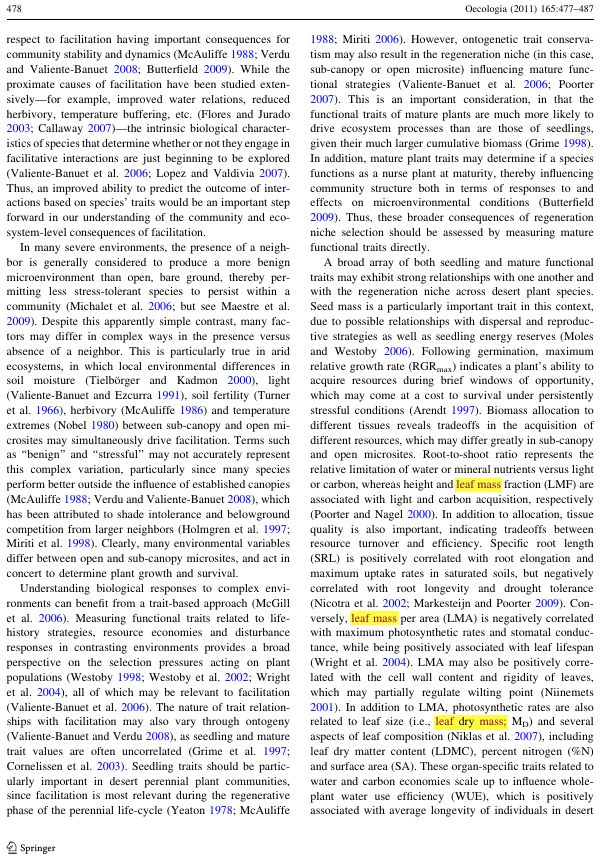 478
Oecologia (2011) 165:477–487
respect to facilitation having important consequences for
community stability and dynamics (McAuliffe 1988; Verdu
and Valiente-Banuet 2008; Butterfield 2009). While the
proximate causes of facilitation have been studied exten-
sively—for example, improved water relations, reduced
herbivory, temperature buffering, etc. (Flores and Jurado
2003; Callaway 2007)—the intrinsic biological character-
istics of species that determine whether or not they engage in
facilitative interactions are just beginning to be explored
(Valiente-Banuet et al. 2006; Lopez and Valdivia 2007).
Thus, an improved ability to predict the outcome of inter-
actions based on species' traits would be an important step
forward in our understanding of the community and eco-
system-level consequences of facilitation.
In many severe environments, the presence of a neigh-
bor is generally considered to produce a more benign
microenvironment than open, bare ground, thereby per-
mitting less stress-tolerant species to persist within a
community (Michalet et al. 2006; but see Maestre et al.
2009). Despite this apparently simple contrast, many fac-
tors may differ in complex ways in the presence versus
absence of a neighbor. This is particularly true in arid
ecosystems, in which local environmental differences in
soil moisture (Tielbörger and Kadmon 2000), light
(Valiente-Banuet and Ezcurra 1991), soil fertility (Turner
et al. 1966), herbivory (McAuliffe 1986) and temperature
extremes (Nobel 1980) between sub-canopy and open mi-
crosites may simultaneously drive facilitation. Terms such
as “benign” and “stressful” may not accurately represent
this complex variation, particularly since many species
perform better outside the influence of established canopies
(McAuliffe 1988; Verdu and Valiente-Banuet 2008), which
has been attributed to shade intolerance and belowground
competition from larger neighbors (Holmgren et al. 1997;
Miriti et al. 1998). Clearly, many environmental variables
differ between open and sub-canopy microsites, and act in
concert to determine plant growth and survival.
Understanding biological responses to complex envi-
ronments can benefit from a trait-based approach (McGill
et al. 2006). Measuring functional traits related to life-
history strategies, resource economies and disturbance
responses in contrasting environments provides a broad
perspective on the selection pressures acting on plant
populations (Westoby 1998; Westoby et al. 2002; Wright
et al. 2004), all of which may be relevant to facilitation
(Valiente-Banuet et al. 2006). The nature of trait relation-
ships with facilitation may also vary through ontogeny
(Valiente-Banuet and Verdu 2008), as seedling and mature
trait values are often uncorrelated (Grime et al. 1997;
Cornelissen et al. 2003). Seedling traits should be partic-
ularly important in desert perennial plant communities,
since facilitation is most relevant during the regenerative
phase of the perennial life-cycle (Yeaton 1978; McAuliffe
1988; Miriti 2006). However, ontogenetic trait conserva-
tism may also result in the regeneration niche (in this case,
sub-canopy or open microsite) influencing mature func-
tional strategies (Valiente-Banuet et al. 2006; Poorter
2007). This is an important consideration, in that the
functional traits of mature plants are much more likely to
drive ecosystem processes than are those of seedlings,
given their much larger cumulative biomass (Grime 1998).
In addition, mature plant traits may determine if a species
functions as a nurse plant at maturity, thereby influencing
community structure both in terms of responses to and
effects on microenvironmental conditions (Butterfield
2009). Thus, these broader consequences of regeneration
niche selection should be assessed by measuring mature
functional traits directly.
A broad array of both seedling and mature functional
traits may exhibit strong relationships with one another and
with the regeneration niche across desert plant species.
Seed mass is a particularly important trait in this context,
due to possible relationships with dispersal and reproduc-
tive strategies as well as seedling energy reserves (Moles
and Westoby 2006). Following germination, maximum
relative growth rate (RGRmax) indicates a plant's ability to
acquire resources during brief windows of opportunity,
which may come at a cost to survival under persistently
stressful conditions (Arendt 1997). Biomass allocation to
different tissues reveals tradeoffs in the acquisition of
different resources, which may differ greatly in sub-canopy
and open microsites. Root-to-shoot ratio represents the
relative limitation of water or mineral nutrients versus light
or carbon, whereas height and leaf mass fraction (LMF) are
associated with light and carbon acquisition, respectively
(Poorter and Nagel 2000). In addition to allocation, tissue
quality is also important, indicating tradeoffs between
resource turnover and efficiency. Specific root length
(SRL) is positively correlated with root elongation and
maximum uptake rates in saturated soils, but negatively
correlated with root longevity and drought tolerance
(Nicotra et al. 2002; Markesteijn and Poorter 2009). Con-
versely, leaf mass per area (LMA) is negatively correlated
with maximum photosynthetic rates and stomatal conduc-
tance, while being positively associated with leaf lifespan
(Wright et al. 2004). LMA may also be positively corre-
lated with the cell wall content and rigidity of leaves,
which may partially regulate wilting point (Niinemets
2001). In addition to LMA, photosynthetic rates are also
related to leaf size (i.e., leaf dry mass; MD) and several
aspects of leaf composition (Niklas et al. 2007), including
leaf dry matter content (LDMC), percent nitrogen (%N)
and surface area (SA). These organ-specific traits related to
water and carbon economies scale up to influence whole-
plant water use efficiency (WUE), which is positively
associated with average longevity of individuals in desert
Springer